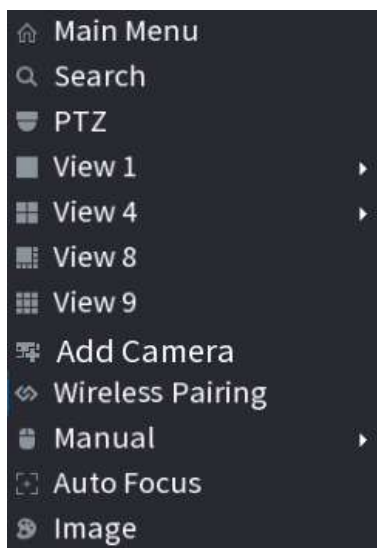 Main Menu
Search
PTZ
View 1
View 4
View 8
View 9
Add Camera
Wireless Pairing
Manual
Auto Focus
Image